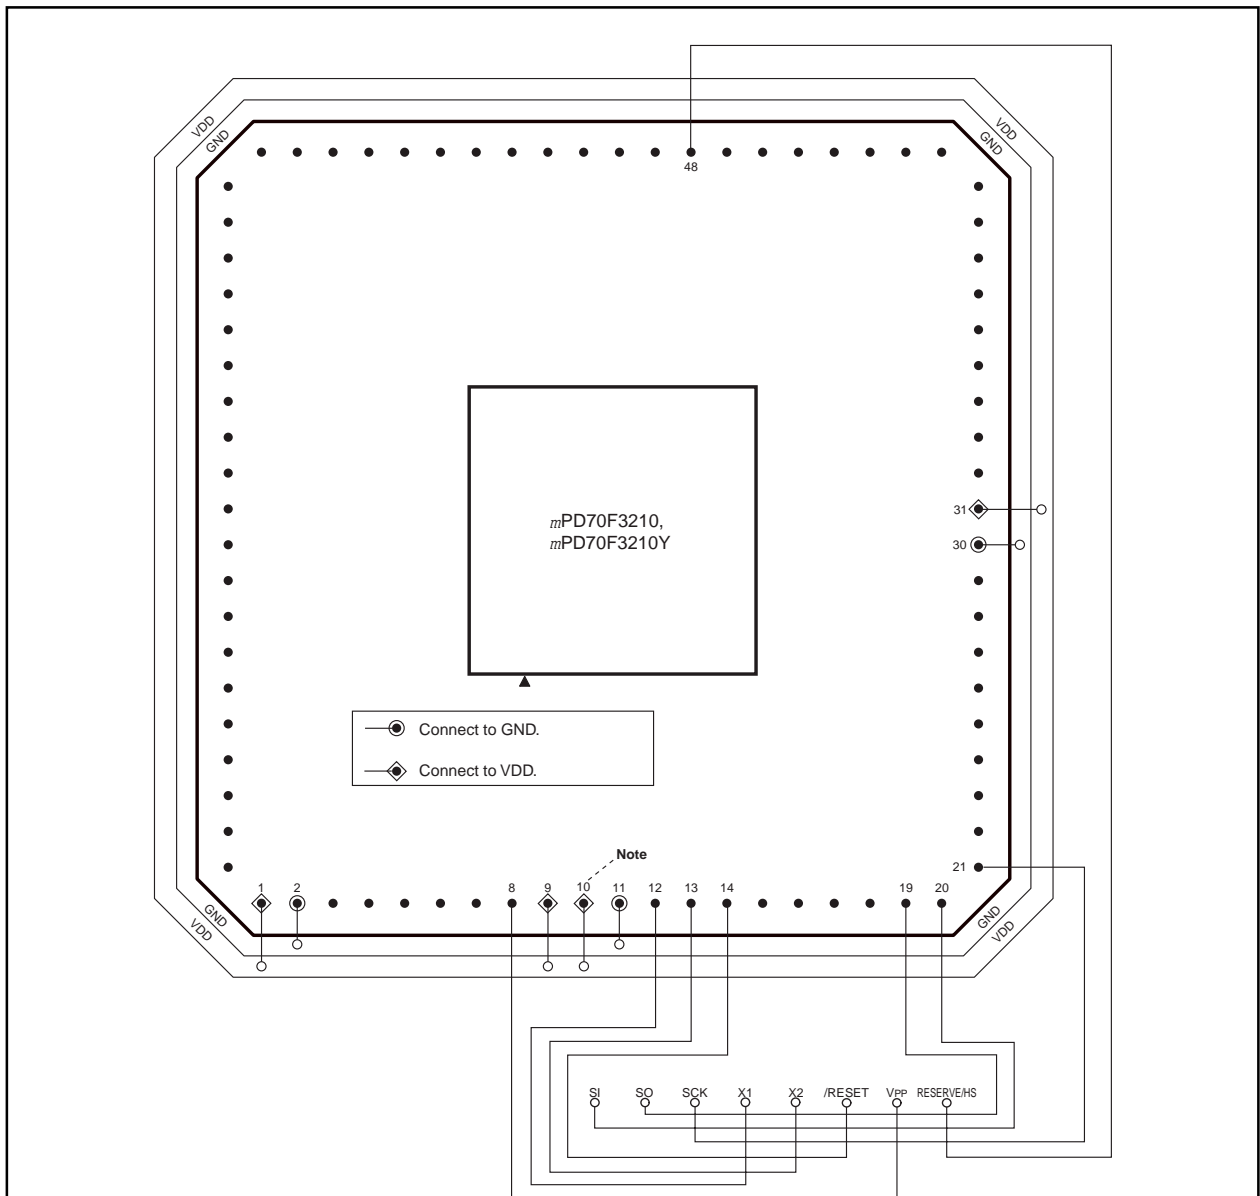 VDD
GND
VDD
GND
48
31
30
mPD70F3210,
mPD70F3210Y
Connect to GND.
Connect to VDD.
Note
21
1 2 8 9 10 11 12 13 14 19 20
GND
VDD
GND
VDD
SI SO SCK X1 X2 /RESET VPP RESERVE/HS